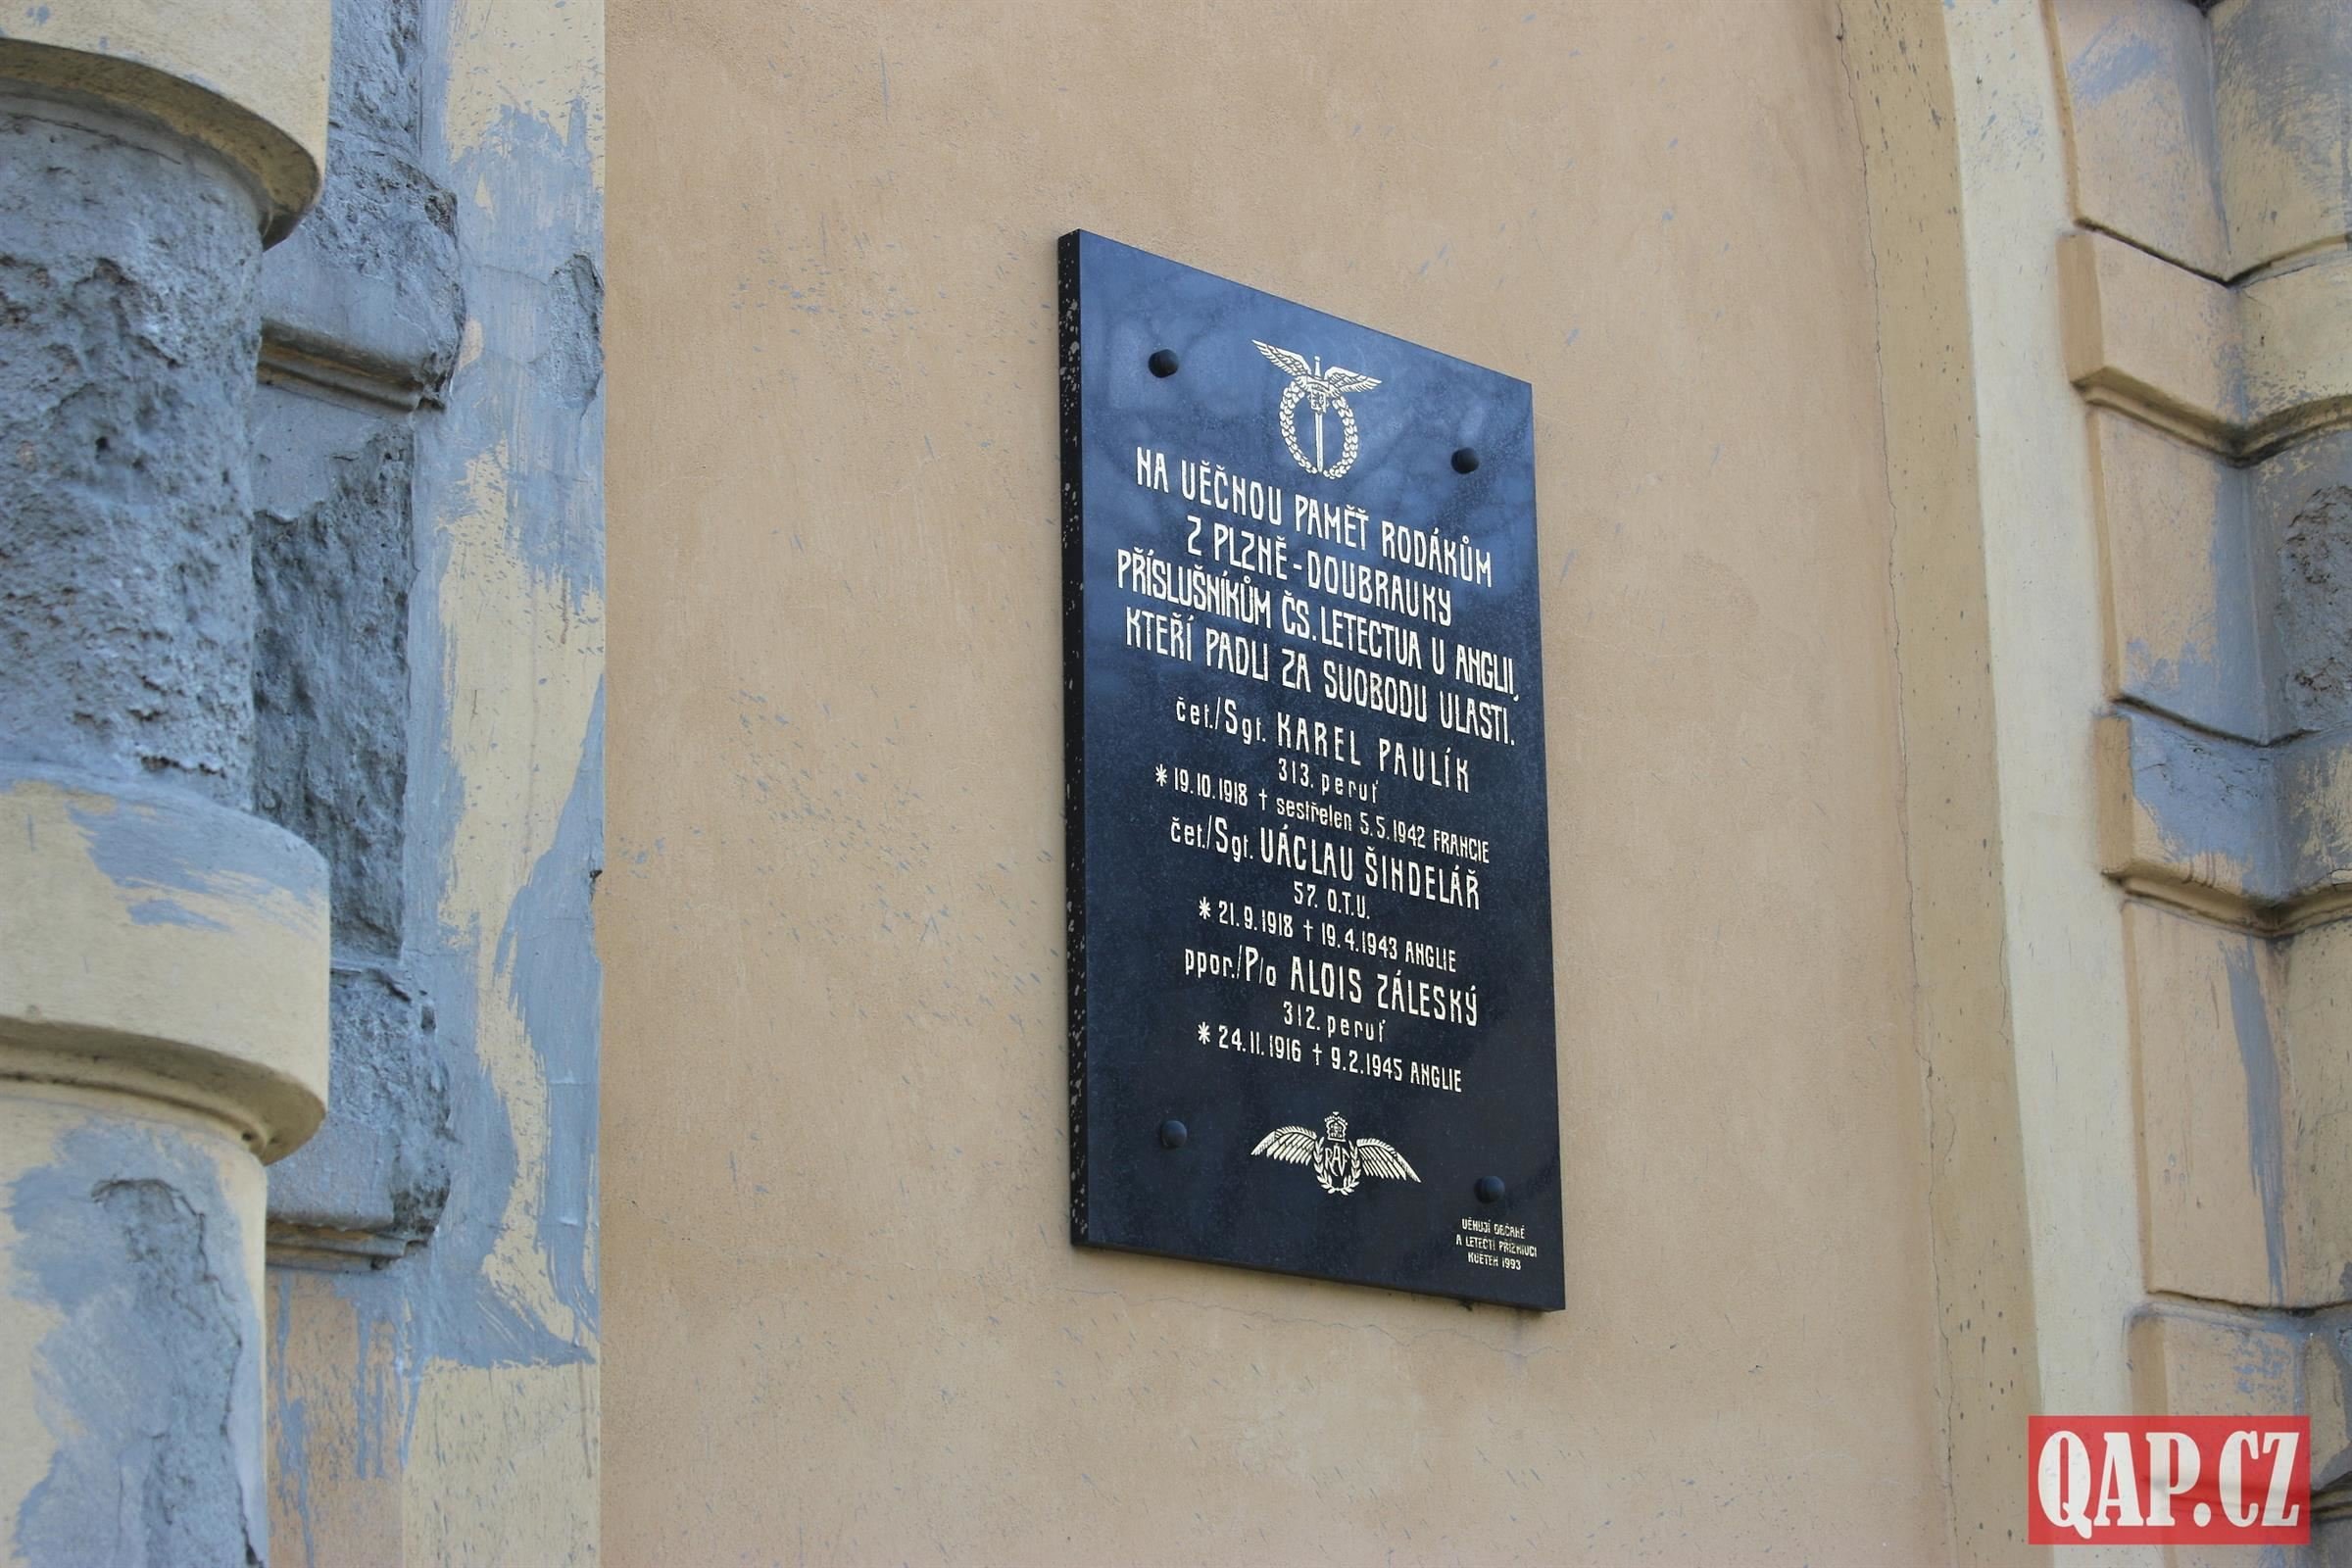 NA VĚČNOU PAMĚŤ RODÁKŮM
Z PLZNĚ-DOUBRAVKY
PŘÍSLUŠNÍKŮM ČS. LETECTVA V ANGLII,
KTEŘÍ PADLI ZA SVOBODU VLASTI.
čet./Sgt. KAREL PAVLÍK
313. peruť
* 19.10.1918 † sestřelen 5.5.1942 FRANCIE
čet./Sgt. VÁCLAV ŠINDELÁŘ
57. O.T.U.
* 21.9.1918 † 19.4.1943 ANGLIE
ppor./P/o ALOIS ZÁLESKÝ
312. peruť
* 24.11.1916 † 9.2.1945 ANGLIE
RAF
VĚNUJÍ OBČANÉ
A LETEČTÍ PŘÍZNIVCI
KVĚTEN 1993
QAP.CZ